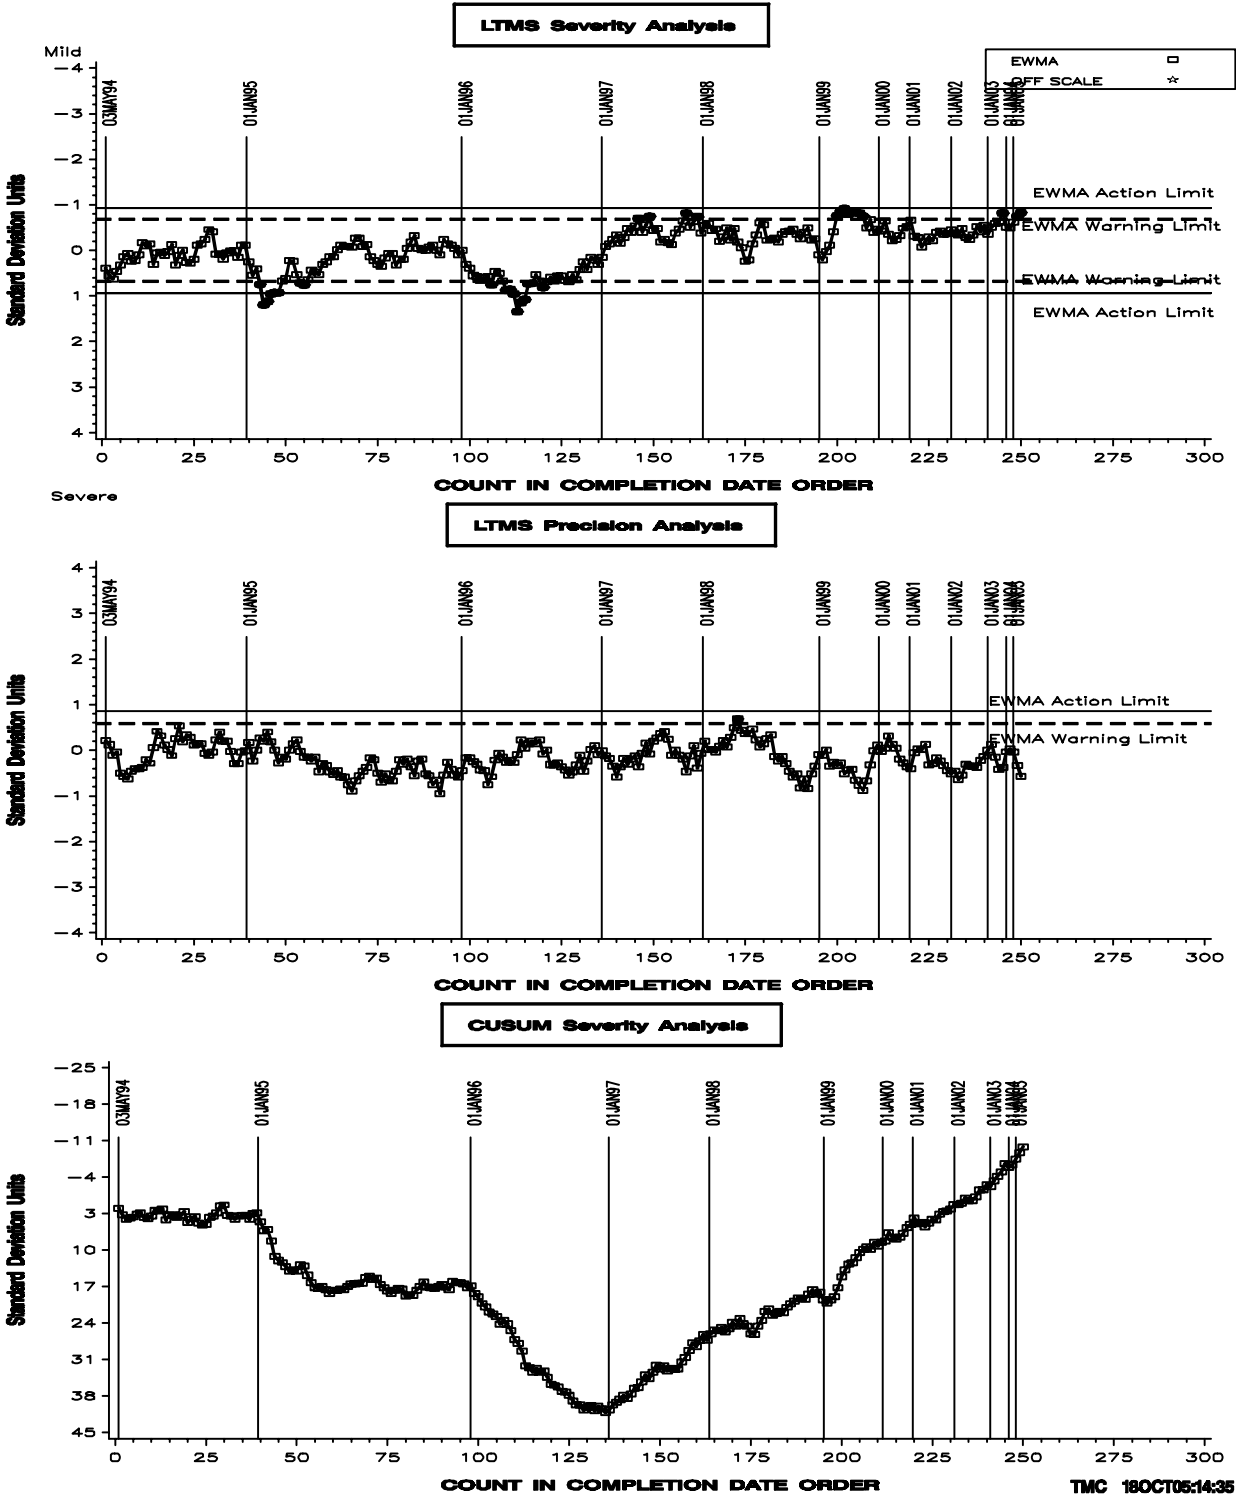 LTMS Severity Analysis
Mild
EWMA
OFF SCALE
03MAY94 01JAN95 01JAN96 01JAN97 01JAN98 01JAN99 01JAN00 01JAN01 01JAN02 01JAN03 01JAN04 01JAN05
-4
-3
-2
-1
0
1
2
3
4
Standard Deviation Units
EWMA Action Limit
EWMA Warning Limit
EWMA Warning Limit
EWMA Action Limit
0 25 50 75 100 125 150 175 200 225 250 275 300
COUNT IN COMPLETION DATE ORDER
Severe
LTMS Precision Analysis
03MAY94 01JAN95 01JAN96 01JAN97 01JAN98 01JAN99 01JAN00 01JAN01 01JAN02 01JAN03 01JAN04 01JAN05
4
3
2
1
0
-1
-2
-3
-4
Standard Deviation Units
EWMA Action Limit
EWMA Warning Limit
0 25 50 75 100 125 150 175 200 225 250 275 300
COUNT IN COMPLETION DATE ORDER
CUSUM Severity Analysis
03MAY94 01JAN95 01JAN96 01JAN97 01JAN98 01JAN99 01JAN00 01JAN01 01JAN02 01JAN03 01JAN04 01JAN05
-25
-18
-11
-4
3
10
17
24
31
38
45
Standard Deviation Units
0 25 50 75 100 125 150 175 200 225 250 275 300
COUNT IN COMPLETION DATE ORDER
TMC 18OCT05:14:35